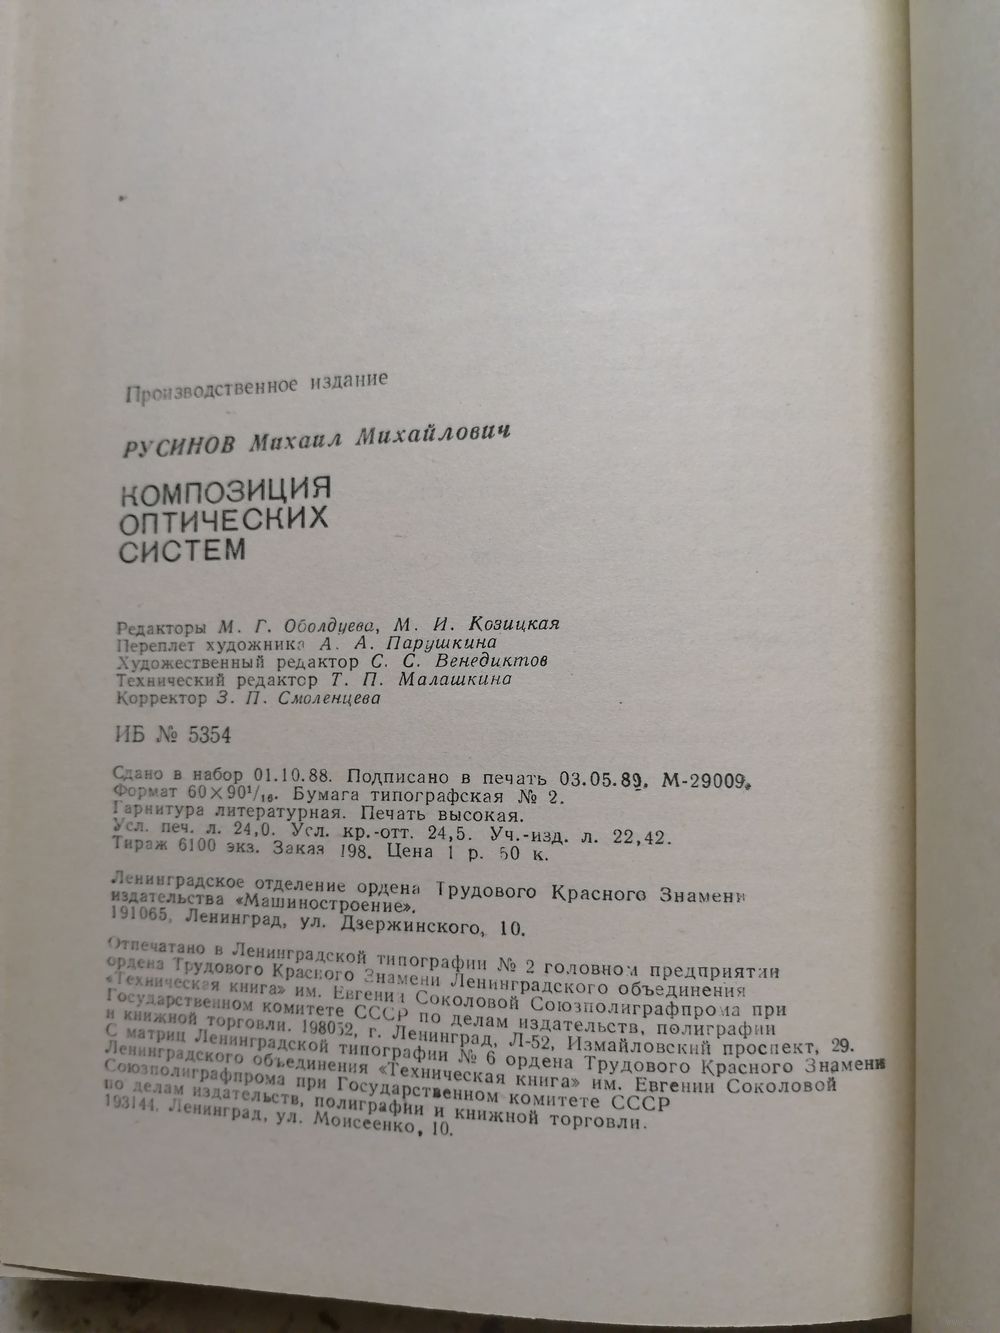 Производственное издание
РУСИНОВ Михаил Михайлович
КОМПОЗИЦИЯ
ОПТИЧЕСКИХ
СИСТЕМ
Редакторы М. Г. Оболдуева, М. И. Козицкая
Переплет художника А. А. Парушкина
Художественный редактор С. С. Венедиктов
Технический редактор Т. П. Малашкина
Корректор З. П. Смоленцева
ИБ № 5354
Сдано в набор 01.10.88. Подписано в печать 03.05.89. М-29009.
Формат 60×90¹/₁₆. Бумага типографская № 2.
Гарнитура литературная. Печать высокая.
Усл. печ. л. 24,0. Усл. кр.-отт. 24,5. Уч.-изд. л. 22,42.
Тираж 6100 экз. Заказ 198. Цена 1 р. 50 к.
Ленинградское отделение ордена Трудового Красного Знамени
издательства «Машиностроение».
191065, Ленинград, ул. Дзержинского, 10.
Отпечатано в Ленинградской типографии № 2 головном предприятии
ордена Трудового Красного Знамени Ленинградского объединения
«Техническая книга» им. Евгении Соколовой Союзполиграфпрома при
Государственном комитете СССР по делам издательств, полиграфии
и книжной торговли. 198052, г. Ленинград, Л-52, Измайловский проспект, 29.
С матриц Ленинградской типографии № 6 ордена Трудового Красного Знамени
Ленинградского объединения «Техническая книга» им. Евгении Соколовой
Союзполиграфпрома при Государственном комитете СССР
по делам издательств, полиграфии и книжной торговли.
193144, Ленинград, ул. Моисеенко, 10.